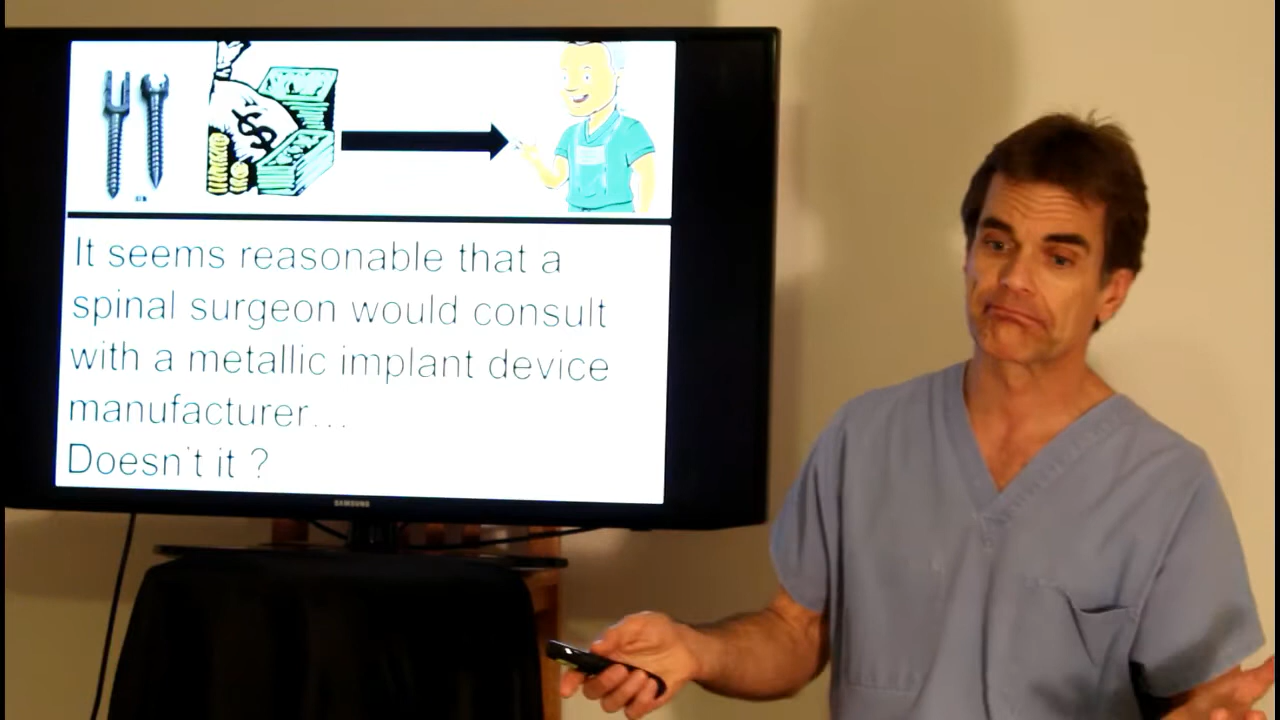 $
It seems reasonable that a
spinal surgeon would consult
with a metallic implant device
manufacturer...
Doesn't it ?
SAMSUNG